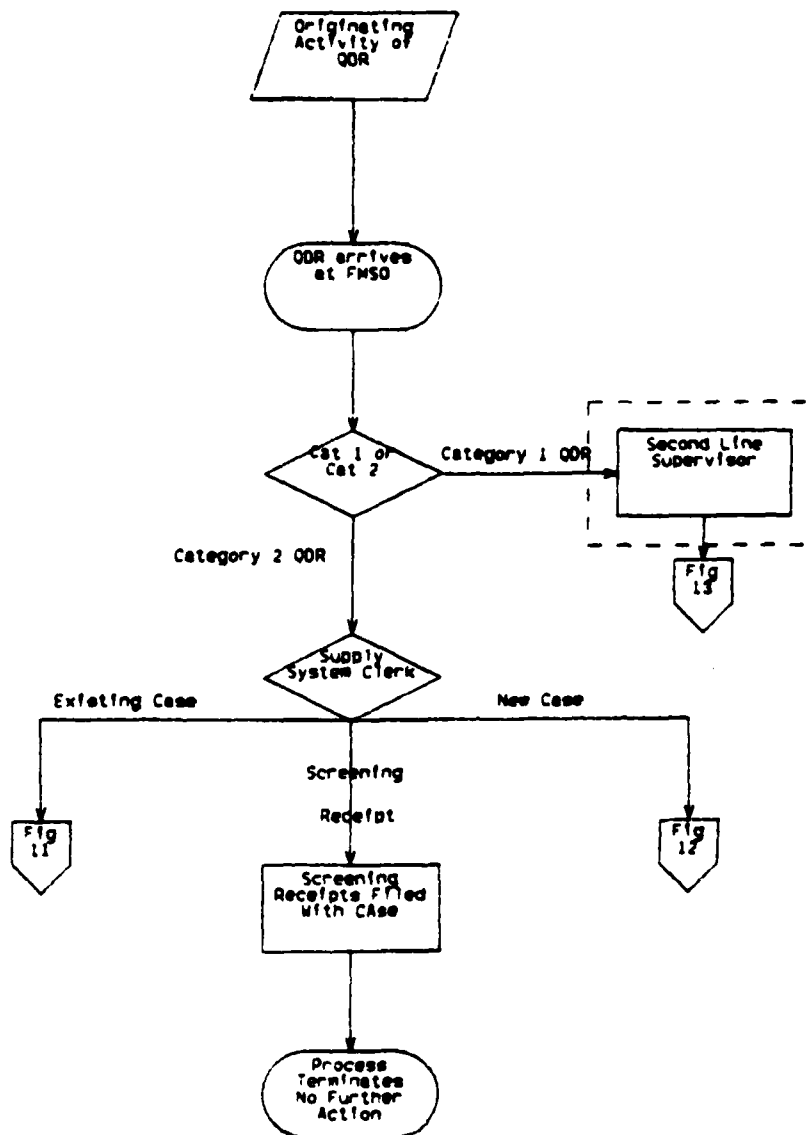 Originating
Activity of
QDR
QDR arrives
at FMSO
Cat 1 or
Cat 2
Category 1 QDR
Second Line
Supervisor
Fig
13
Category 2 QDR
Supply
System Clerk
Existing Case
New Case
Screening
Receipt
Fig
11
Fig
12
Screening
Receipts Filed
With CAse
Process
Terminates
No Further
Action